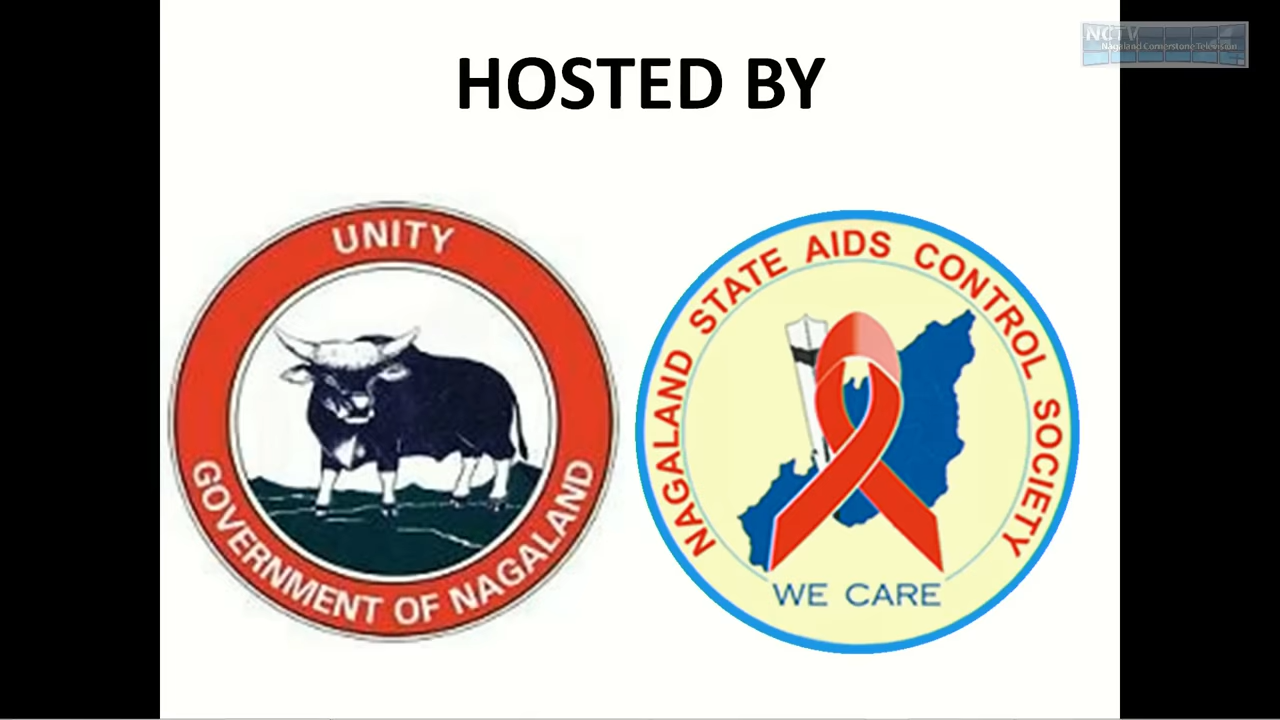 NCTV
Nagaland Cornerstone Television
HOSTED BY
UNITY
GOVERNMENT OF NAGALAND
NAGALAND STATE AIDS CONTROL SOCIETY
WE CARE